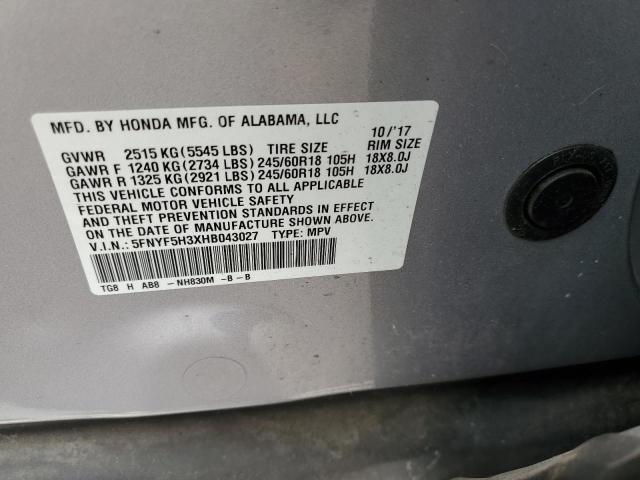 MFD. BY HONDA MFG. OF ALABAMA, LLC 10/'17
GVWR 2515 KG(5545 LBS) TIRE SIZE RIM SIZE
GAWR F 1240 KG(2734 LBS) 245/60R18 105H 18X8.0J
GAWR R 1325 KG(2921 LBS) 245/60R18 105H 18X8.0J
THIS VEHICLE CONFORMS TO ALL APPLICABLE
FEDERAL MOTOR VEHICLE SAFETY
STANDARDS IN EFFECT
ON THE DATE OF MANUFACTURE SHOWN ABOVE.
V.I.N.:5FNYF5H3XHB043027 TYPE: MPV
TG8 H AB8 -NH830M -B-B